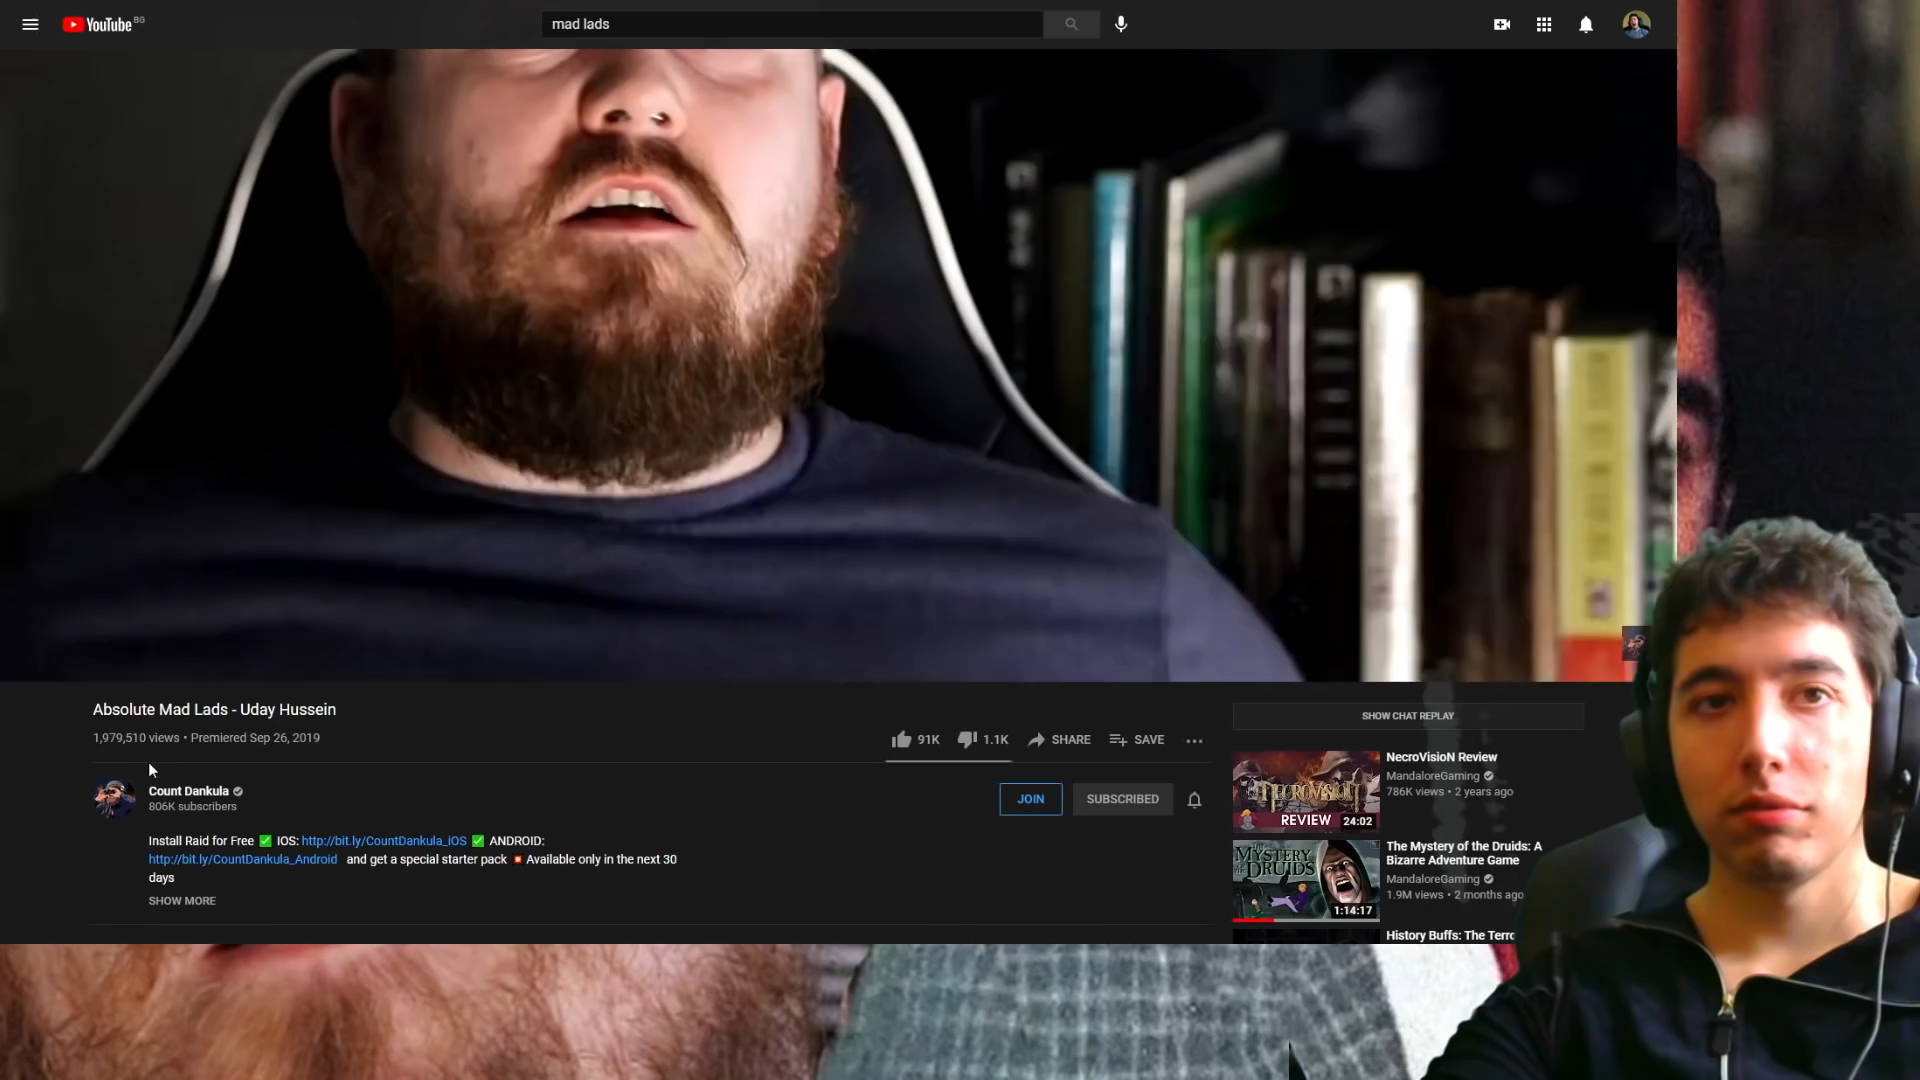 YouTube BG
mad lads
Absolute Mad Lads - Uday Hussein
1,979,510 views • Premiered Sep 26, 2019
91K
1.1K
SHARE
SAVE
Count Dankula
806K subscribers
JOIN
SUBSCRIBED
Install Raid for Free ✅ IOS: http://bit.ly/CountDankula_iOS ✅ ANDROID:
http://bit.ly/CountDankula_Android and get a special starter pack 💥 Available only in the next 30
days
SHOW MORE
SHOW CHAT REPLAY
NECROVISION
REVIEW
24:02
NecroVisioN Review
MandaloreGaming
786K views • 2 years ago
MYSTERY
DRUIDS
1:14:17
The Mystery of the Druids: A
Bizarre Adventure Game
MandaloreGaming
1.9M views • 2 months ago
History Buffs: The Terro